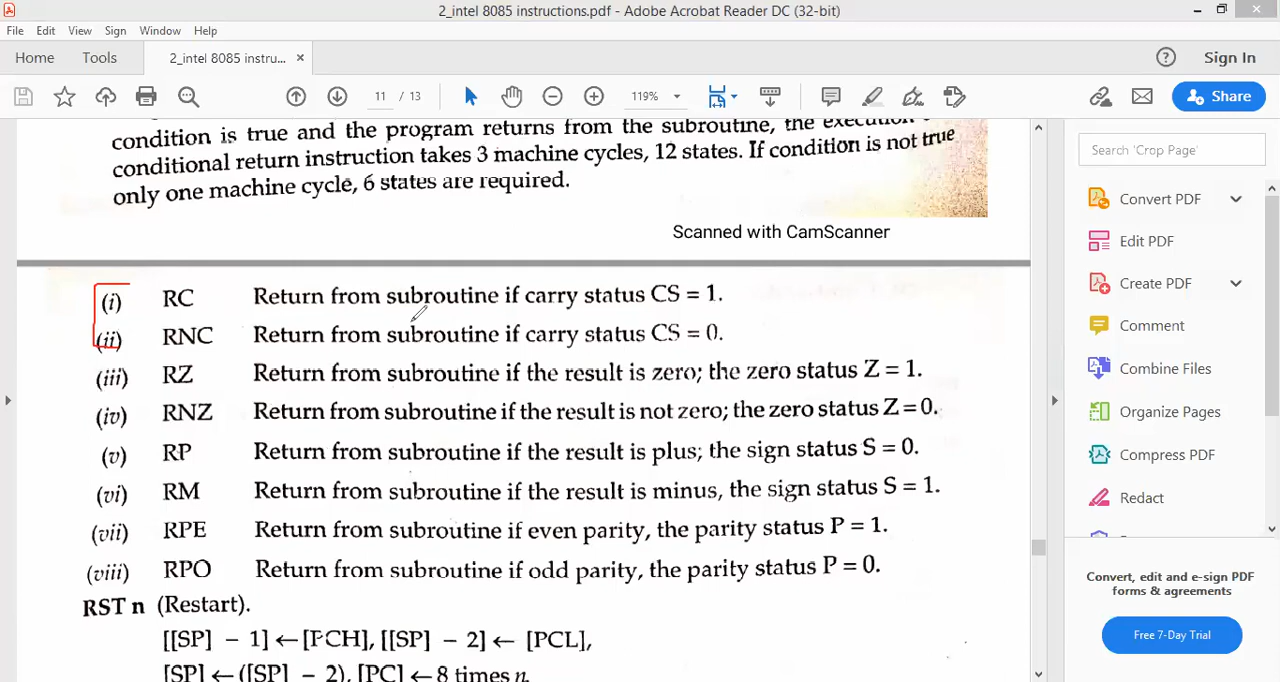 2_intel 8085 instructions.pdf - Adobe Acrobat Reader DC (32-bit)
File Edit View Sign Window Help
Home Tools 2_intel 8085 instru... × Sign In
11 / 13 119% Share
condition is true and the program returns from the subroutine, the execution
conditional return instruction takes 3 machine cycles, 12 states. If condition is not true
only one machine cycle, 6 states are required.
Scanned with CamScanner
(i) RC Return from subroutine if carry status CS = 1.
(ii) RNC Return from subroutine if carry status CS = 0.
(iii) RZ Return from subroutine if the result is zero; the zero status Z = 1.
(iv) RNZ Return from subroutine if the result is not zero; the zero status Z = 0.
(v) RP Return from subroutine if the result is plus; the sign status S = 0.
(vi) RM Return from subroutine if the result is minus, the sign status S = 1.
(vii) RPE Return from subroutine if even parity, the parity status P = 1.
(viii) RPO Return from subroutine if odd parity, the parity status P = 0.
RST n (Restart).
[[SP] − 1] ← [PCH], [[SP] − 2] ← [PCL],
[SP] ← ([SP] − 2), [PC] ← 8 times n.
Search 'Crop Page'
Convert PDF
Edit PDF
Create PDF
Comment
Combine Files
Organize Pages
Compress PDF
Redact
Convert, edit and e-sign PDF
forms & agreements
Free 7-Day Trial